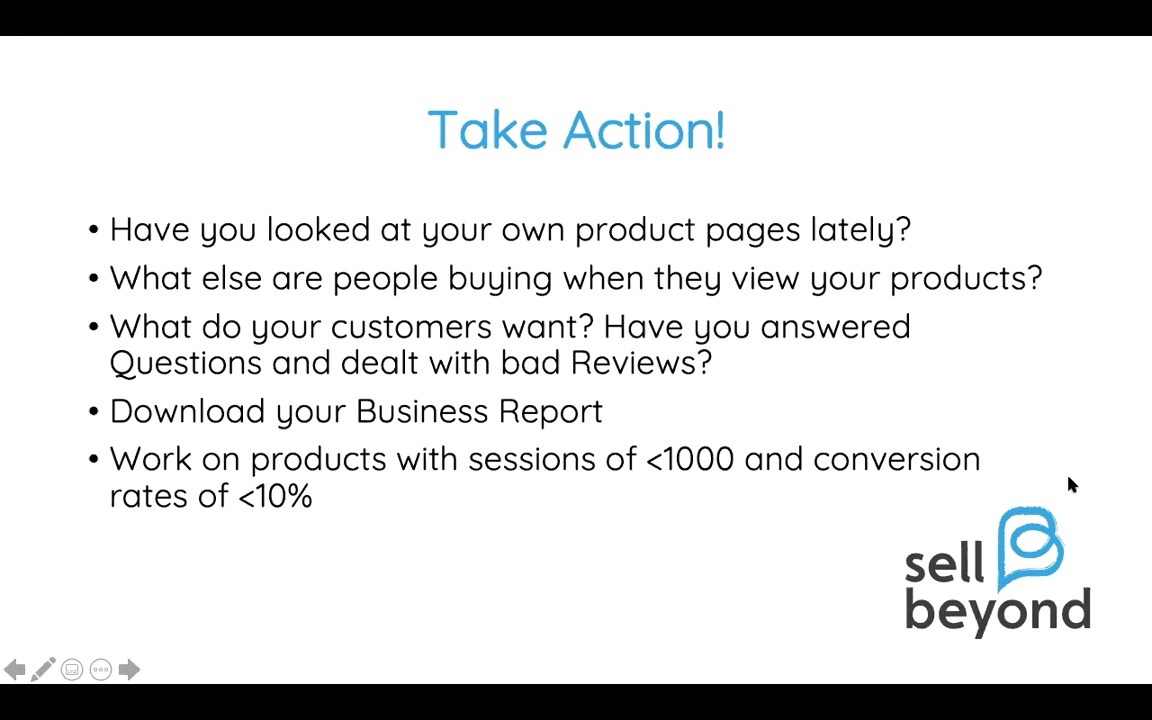 Take Action!
• Have you looked at your own product pages lately?
• What else are people buying when they view your products?
• What do your customers want? Have you answered
Questions and dealt with bad Reviews?
• Download your Business Report
• Work on products with sessions of <1000 and conversion
rates of <10%
sell
beyond